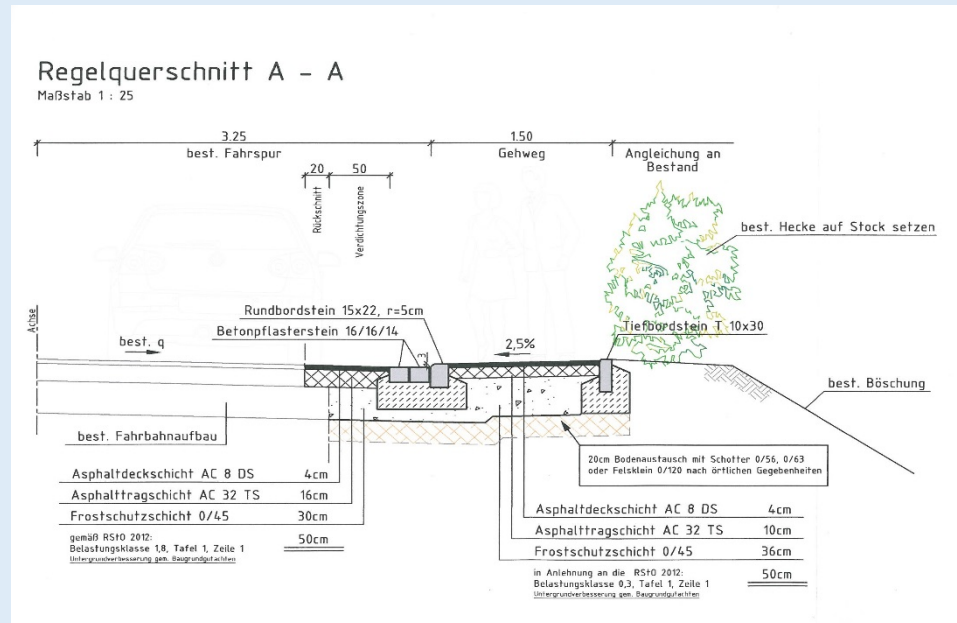 Regelquerschnitt A - A
Maßstab 1 : 25
3.25
1.50
best. Fahrspur
Gehweg
Angleichung an
Bestand
20
50
Rückschnitt
Verdichtungszone
best. Hecke auf Stock setzen
Rundbordstein 15x22, r=5cm
Betonpflasterstein 16/16/14
Tiefbordstein T 10x30
Achse
best. q
3
2,5%
best. Böschung
best. Fahrbahnaufbau
20cm Bodenaustausch mit Schotter 0/56, 0/63
oder Felsklein 0/120 nach örtlichen Gegebenheiten
Asphaltdeckschicht AC 8 DS 4cm
Asphalttragschicht AC 32 TS 16cm
Frostschutzschicht 0/45 30cm
gemäß RStO 2012:
50cm
Belastungsklasse 1,8, Tafel 1, Zeile 1
Untergrundverbesserung gem. Baugrundgutachten
Asphaltdeckschicht AC 8 DS 4cm
Asphalttragschicht AC 32 TS 10cm
Frostschutzschicht 0/45 36cm
in Anlehnung an die RStO 2012:
50cm
Belastungsklasse 0,3, Tafel 1, Zeile 1
Untergrundverbesserung gem. Baugrundgutachten